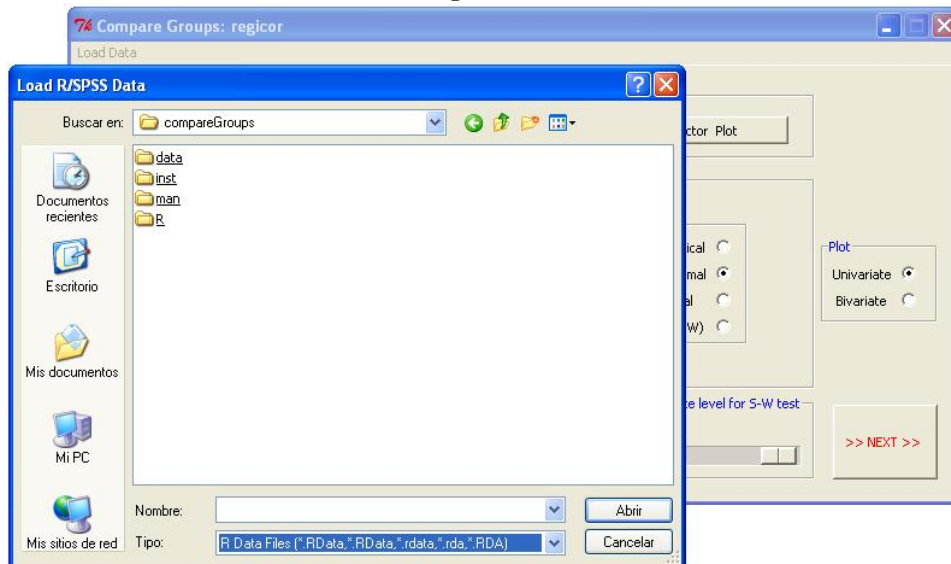 Compare Groups: regicor
Load Data
Load R/SPSS Data
Buscar en:
compareGroups
data
inst
man
R
Documentos
recientes
Escritorio
Mis documentos
Mi PC
Mis sitios de red
Nombre:
Abrir
Tipo:
R Data Files (*.RData,*.RData,*.rdata,*.rda,*.RDA)
Cancelar
ctor Plot
ical
mal
al
W)
Plot
Univariate
Bivariate
te level for S-W test
>> NEXT >>